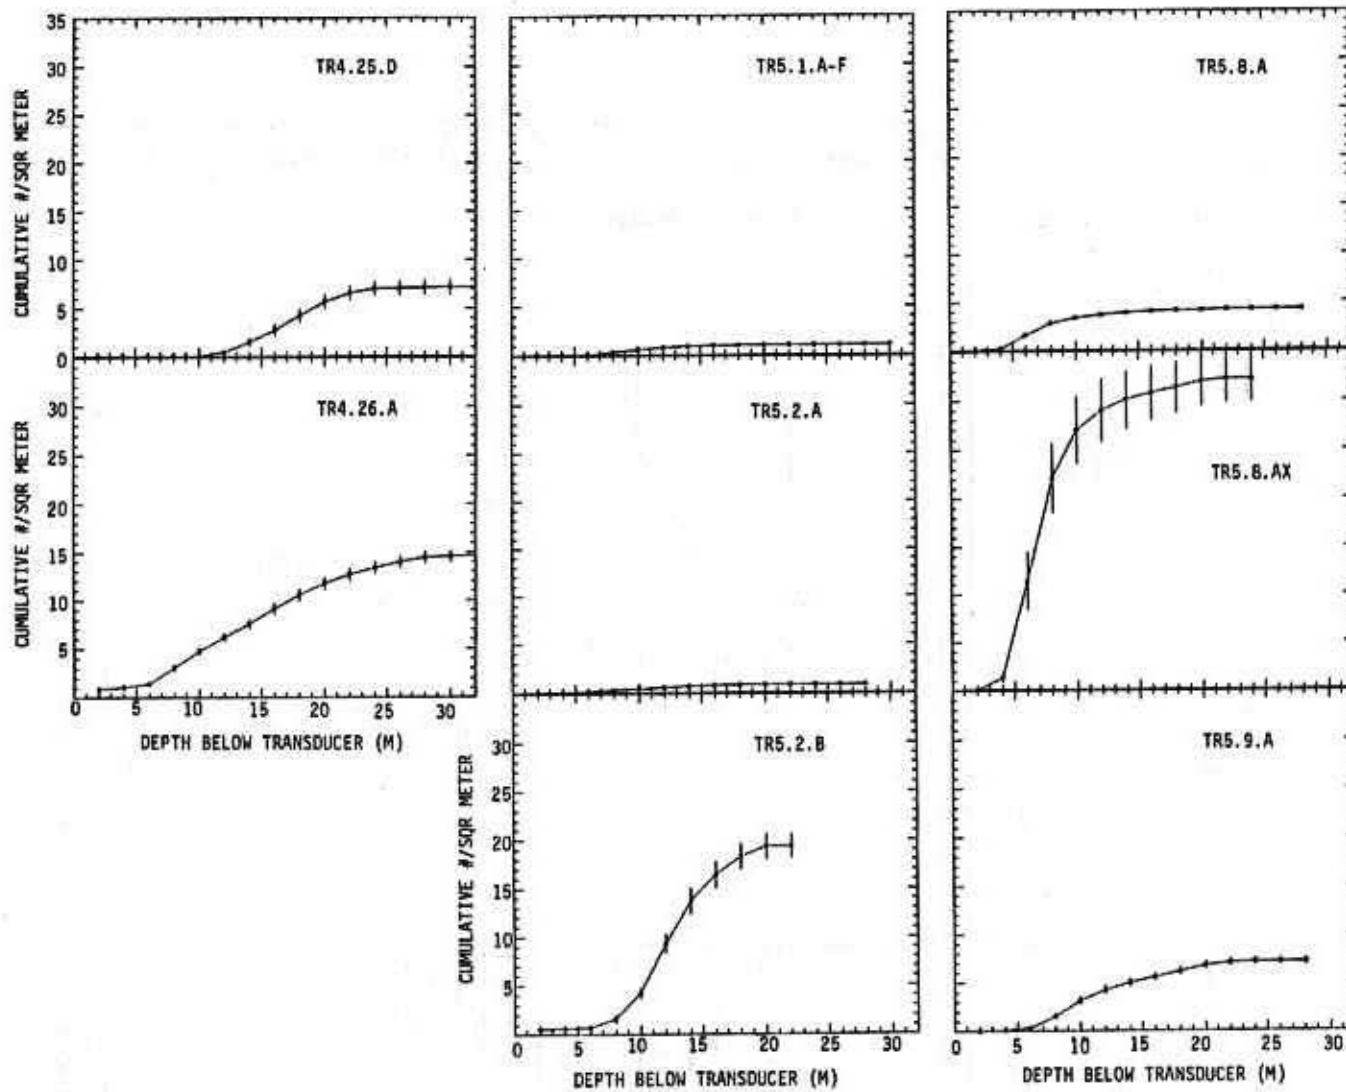 35
30
25
20
15
10
5
0
CUMULATIVE #/SQR METER
TR4.25.D
TR5.1.A-F
TR5.8.A
30
25
20
15
10
5
CUMULATIVE #/SQR METER
TR4.26.A
TR5.2.A
TR5.8.AX
0 5 10 15 20 25 30
DEPTH BELOW TRANSDUCER (M)
30
25
20
15
10
5
CUMULATIVE #/SQR METER
TR5.2.B
TR5.9.A
0 5 10 15 20 25 30
DEPTH BELOW TRANSDUCER (M)
0 5 10 15 20 25 30
DEPTH BELOW TRANSDUCER (M)